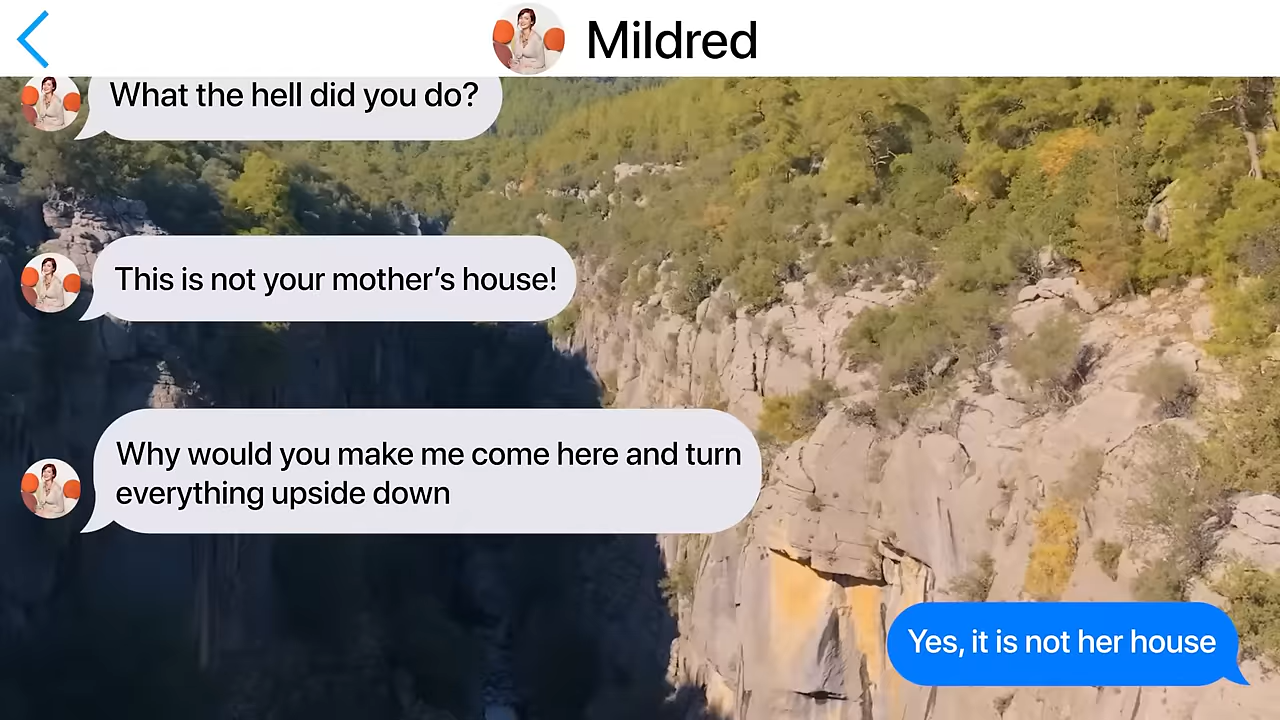 Mildred
What the hell did you do?
This is not your mother’s house!
Why would you make me come here and turn
everything upside down
Yes, it is not her house